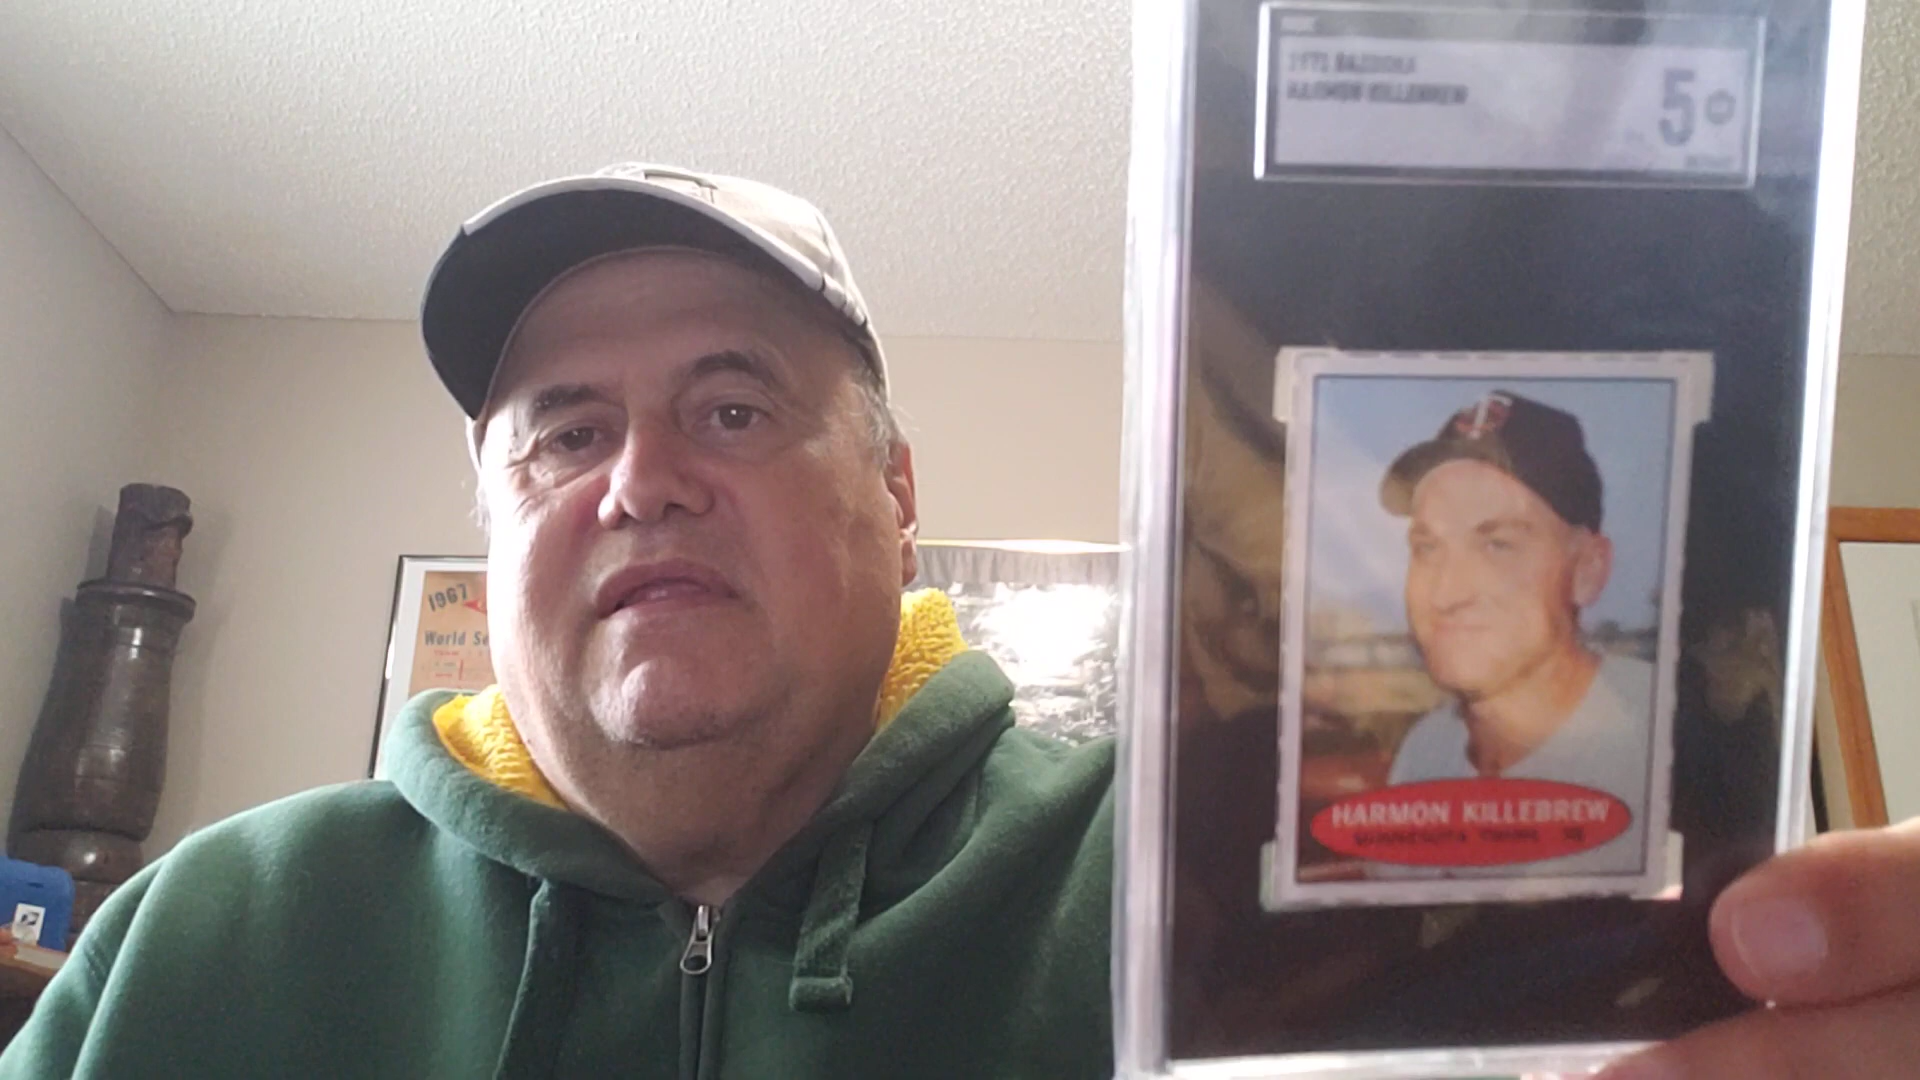 1967
World Se
1971 BAZOOKA
HARMON KILLEBREW
5
HARMON KILLEBREW
MINNESOTA TWINS